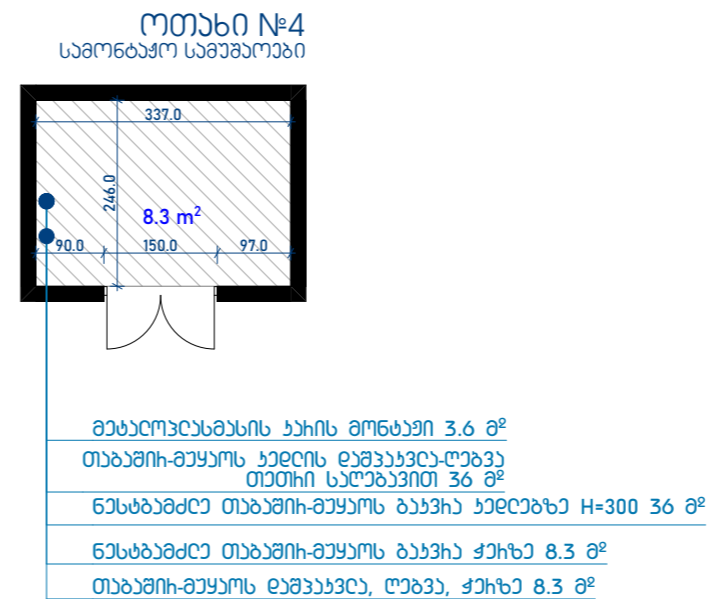 ოთახი №4
სამონტაჟო სამუშაოები
337.0
246.0
8.3 m²
90.0 150.0 97.0
მეტალოპლასმასის კარის მონტაჟი 3.6 მ²
თაბაშირ-მუყაოს კედლის დაშპაკვლა-ღებვა
თეთრი საღებავით 36 მ²
ნესტგამძლე თაბაშირ-მუყაოს გაკვრა კედლებზე H=300 36 მ²
ნესტგამძლე თაბაშირ-მუყაოს გაკვრა ჭერზე 8.3 მ²
თაბაშირ-მუყაოს დაშპაკვლა, ღებვა, ჭერზე 8.3 მ²